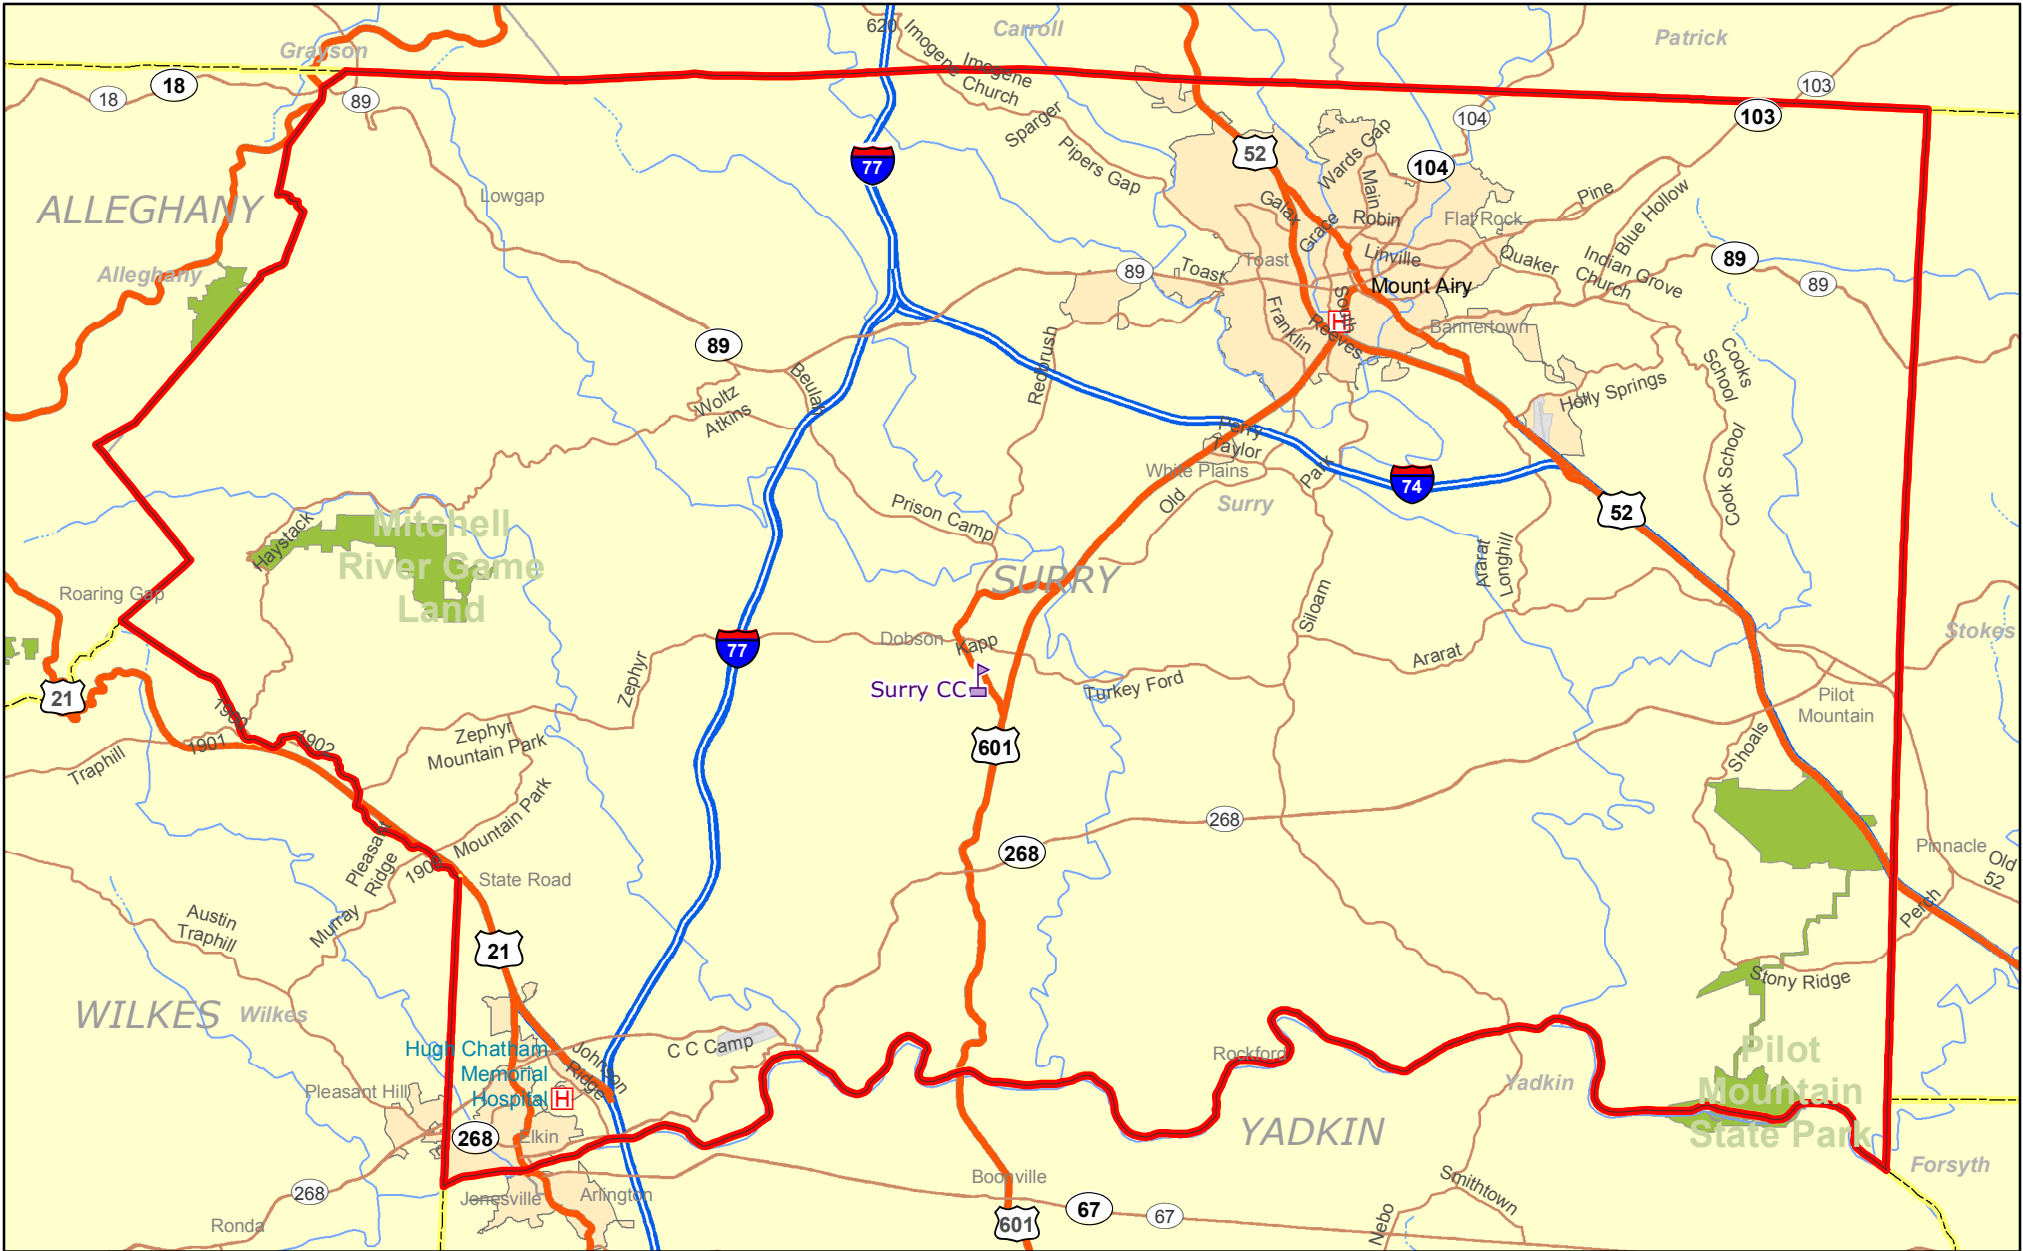 620
Carroll
Patrick
Grayson
Imogene Church
Imogene
Church
18
18
89
103
103
104
104
Sparger
Pipers Gap
52
Wards Gap
Main
77
Lowgap
ALLEGHANY
Galax
Grace
Robin
Flat Rock
Pine
Blue Hollow
Alleghany
89
Toast
Toast
Linville
Quaker
Indian Grove
Church
89
89
Mount Airy
South
H
Franklin
Reeves
Bannertown
89
Redbrush
Beulah
Woltz
Atkins
Cooks
School
Holly Springs
Perry
Taylor
White Plains
Park
74
Cook School
Old
Surry
52
Prison Camp
Mitchell
River Game
Land
Haystack
Roaring Gap
SURRY
Ararat
Longhill
Siloam
Stokes
Dobson
Kapp
77
Zephyr
Ararat
Surry CC
Turkey Ford
21
Pilot
Mountain
1902
1901
1902
Zephyr
Mountain Park
601
Shoals
Traphill
Mountain Park
268
268
Pleasant
Ridge
Pinnacle
Old
52
State Road
Perch
Austin
Traphill
Murray
21
Stony Ridge
WILKES
Wilkes
Hugh Chatham
Memorial
Hospital
H
Johnson
Ridge
C C Camp
Rockford
Pilot
Mountain
State Park
Yadkin
Pleasant Hill
268
Elkin
YADKIN
Forsyth
Boonville
Smithtown
268
Jonesville
Arlington
67
67
601
Nebo
Ronda